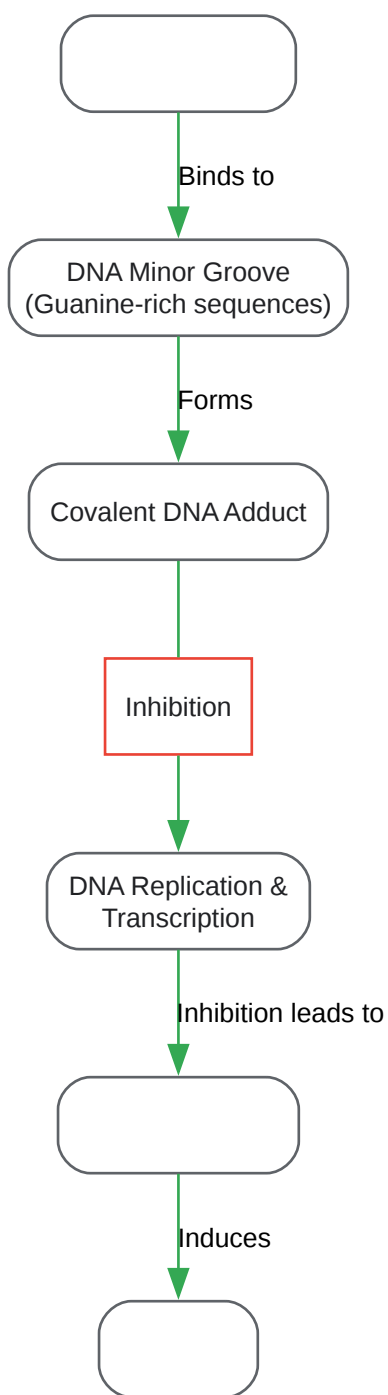 Binds to
DNA Minor Groove
(Guanine-rich sequences)
Forms
Covalent DNA Adduct
Inhibition
DNA Replication &
Transcription
Inhibition leads to
Induces